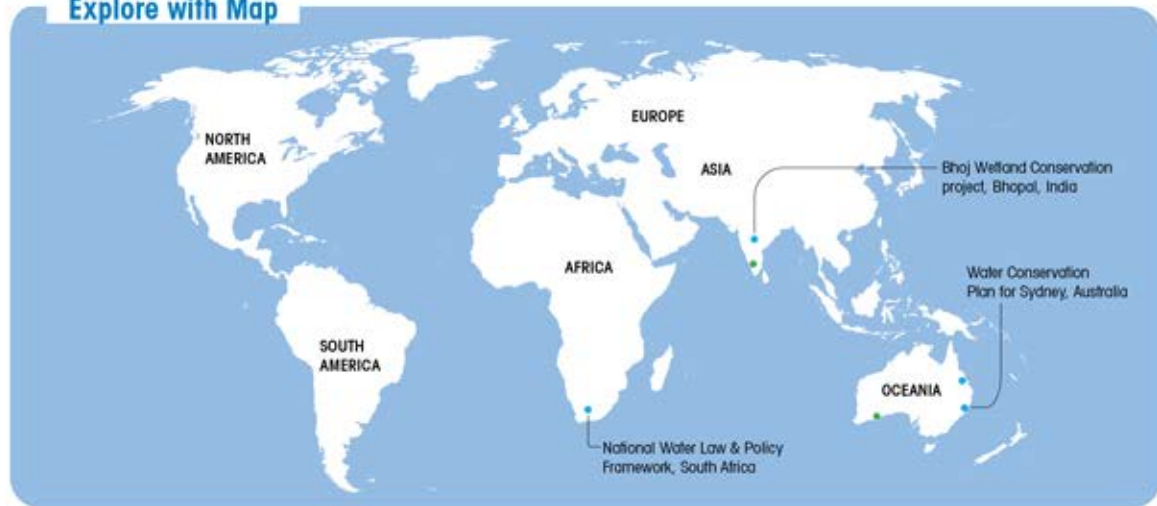 Explore with Map
NORTH
AMERICA
EUROPE
ASIA
Bhoj Wetland Conservation
project, Bhopal, India
AFRICA
Water Conservation
Plan for Sydney, Australia
SOUTH
AMERICA
OCEANIA
National Water Law & Policy
Framework, South Africa